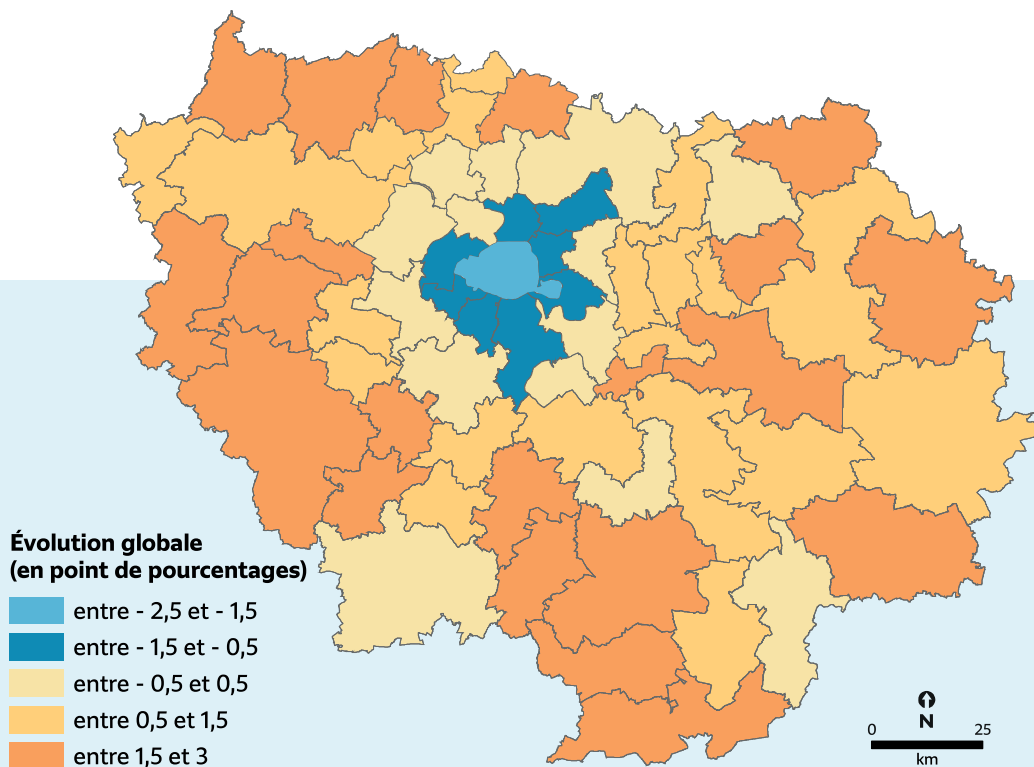 Évolution globale
(en point de pourcentages)
entre - 2,5 et - 1,5
entre - 1,5 et - 0,5
entre - 0,5 et 0,5
entre 0,5 et 1,5
entre 1,5 et 3
N
0 25
km